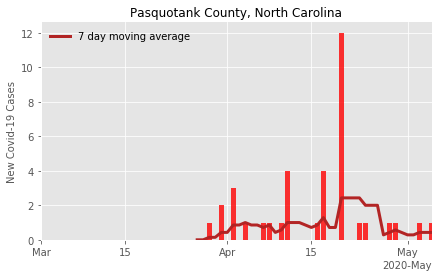 Pasquotank County, North Carolina
7 day moving average
New Covid-19 Cases
12
10
8
6
4
2
0
Mar 15 Apr 15 May
2020-May